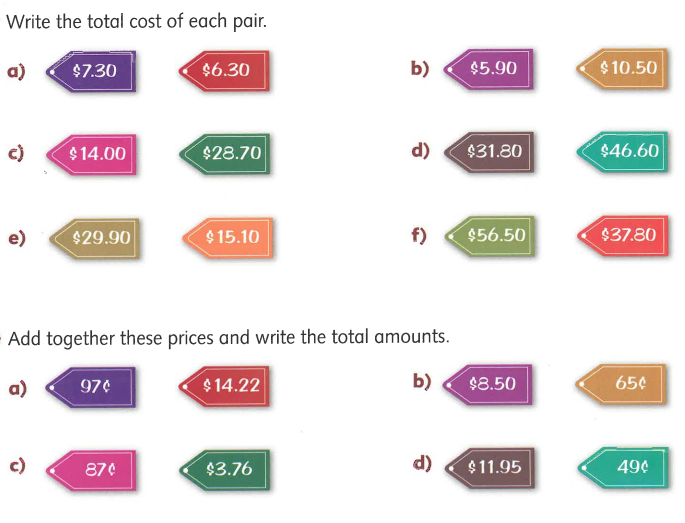 Write the total cost of each pair.
a) $7.30 $6.30 b) $5.90 $10.50
c) $14.00 $28.70 d) $31.80 $46.60
e) $29.90 $15.10 f) $56.50 $37.80
Add together these prices and write the total amounts.
a) 97¢ $14.22 b) $8.50 65¢
c) 87¢ $3.76 d) $11.95 49¢